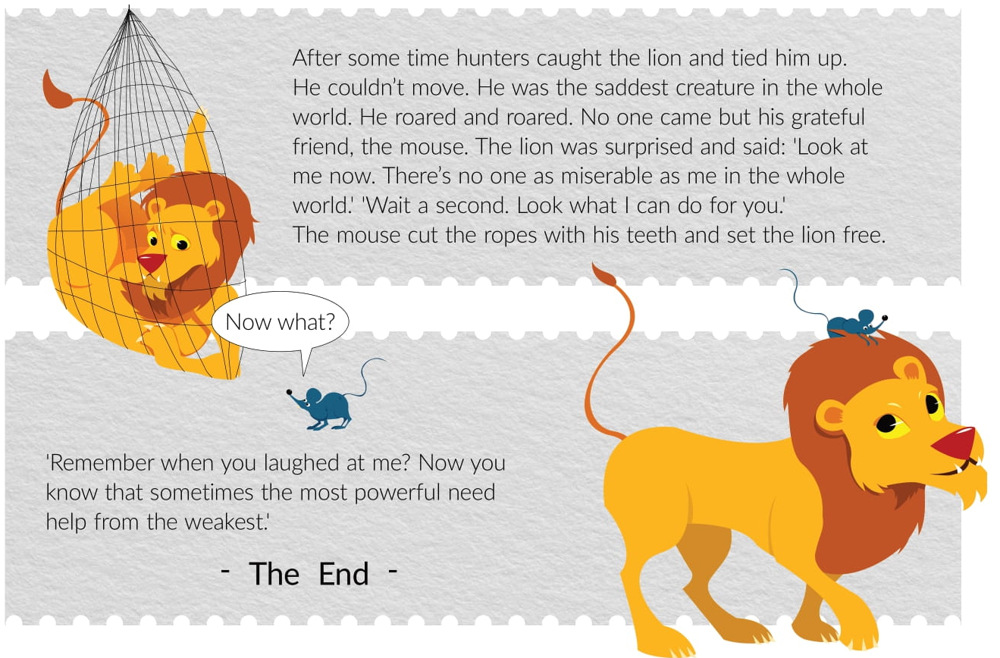 After some time hunters caught the lion and tied him up.
He couldn’t move. He was the saddest creature in the whole
world. He roared and roared. No one came but his grateful
friend, the mouse. The lion was surprised and said: 'Look at
me now. There’s no one as miserable as me in the whole
world.' 'Wait a second. Look what I can do for you.'
The mouse cut the ropes with his teeth and set the lion free.
Now what?
'Remember when you laughed at me? Now you
know that sometimes the most powerful need
help from the weakest.'
- The End -